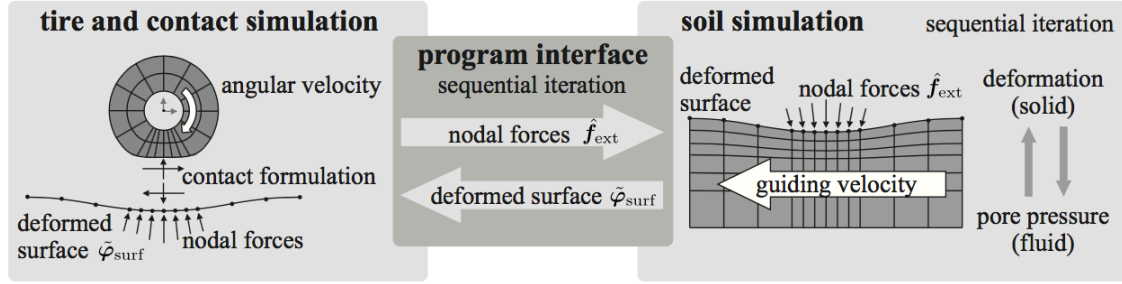 tire and contact simulation
angular velocity
contact formulation
deformed
surface φ̃surf
nodal forces
program interface
sequential iteration
nodal forces f̂ext
deformed surface φ̃surf
soil simulation
sequential iteration
deformed
surface
nodal forces f̂ext
guiding velocity
deformation
(solid)
pore pressure
(fluid)